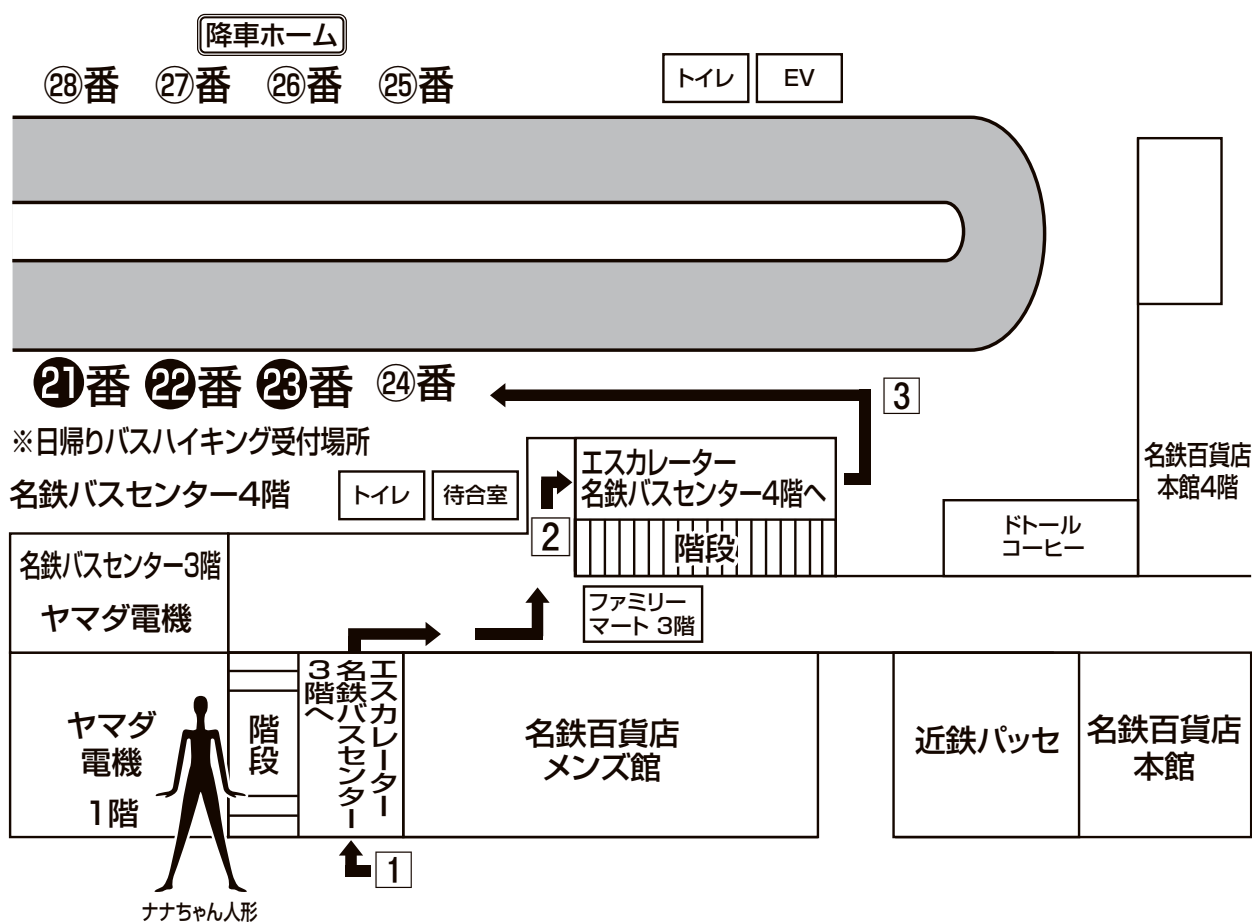 降車ホーム
㉘番 ㉗番 ㉖番 ㉕番
トイレ
EV
21番 22番 23番 ㉔番
3
※日帰りバスハイキング受付場所
名鉄バスセンター4階
トイレ
待合室
エスカレーター
名鉄バスセンター4階へ
2
階段
名鉄百貨店
本館4階
ドトール
コーヒー
名鉄バスセンター3階
ヤマダ電機
ファミリー
マート 3階
ヤマダ
電機
1階
階段
エスカレーター
名鉄バスセンター
3階へ
名鉄百貨店
メンズ館
近鉄パッセ
名鉄百貨店
本館
1
ナナちゃん人形